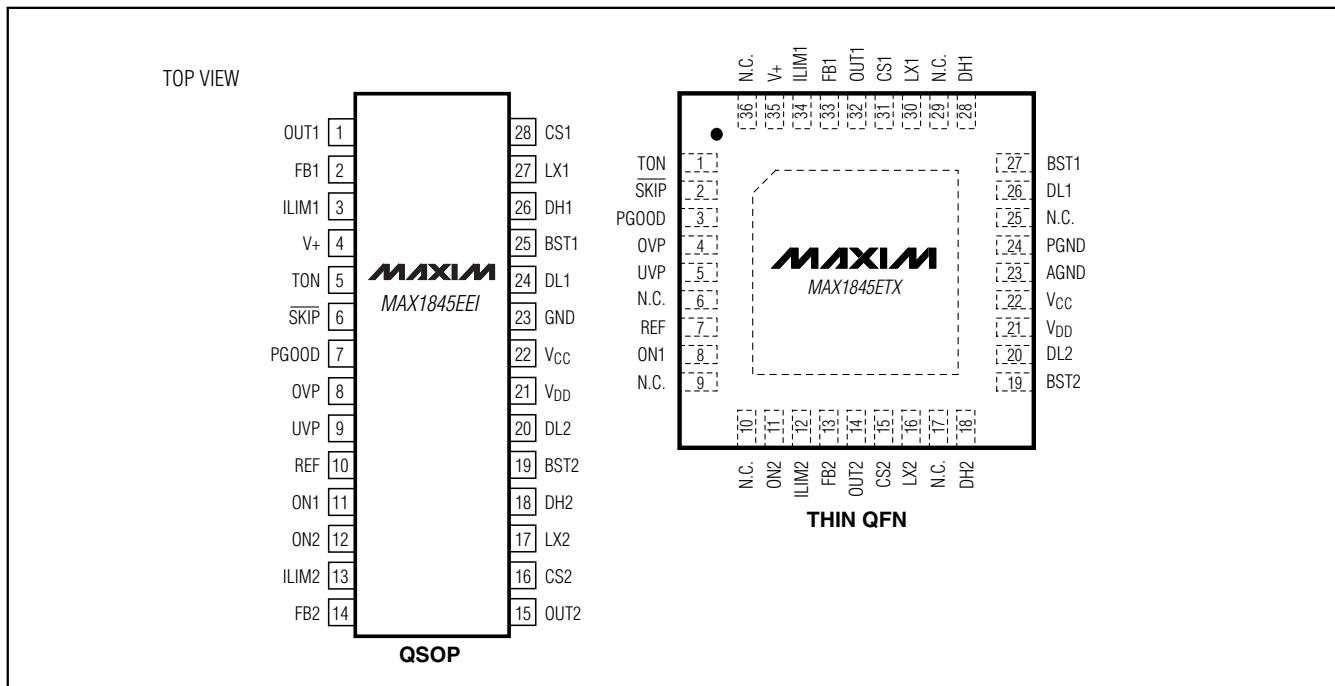 TOP VIEW
OUT1 1
FB1 2
ILIM1 3
V+ 4
TON 5
SKIP 6
PGOOD 7
OVP 8
UVP 9
REF 10
ON1 11
ON2 12
ILIM2 13
FB2 14
MAXIM
MAX1845EEI
28 CS1
27 LX1
26 DH1
25 BST1
24 DL1
23 GND
22 VCC
21 VDD
20 DL2
19 BST2
18 DH2
17 LX2
16 CS2
15 OUT2
QSOP
N.C. V+ ILIM1 FB1 OUT1 CS1 LX1 N.C. DH1
36 35 34 33 32 31 30 29 28
TON 1
SKIP 2
PGOOD 3
OVP 4
UVP 5
N.C. 6
REF 7
ON1 8
N.C. 9
MAXIM
MAX1845ETX
27 BST1
26 DL1
25 N.C.
24 PGND
23 AGND
22 VCC
21 VDD
20 DL2
19 BST2
10 11 12 13 14 15 16 17 18
N.C. ON2 ILIM2 FB2 OUT2 CS2 LX2 N.C. DH2
THIN QFN